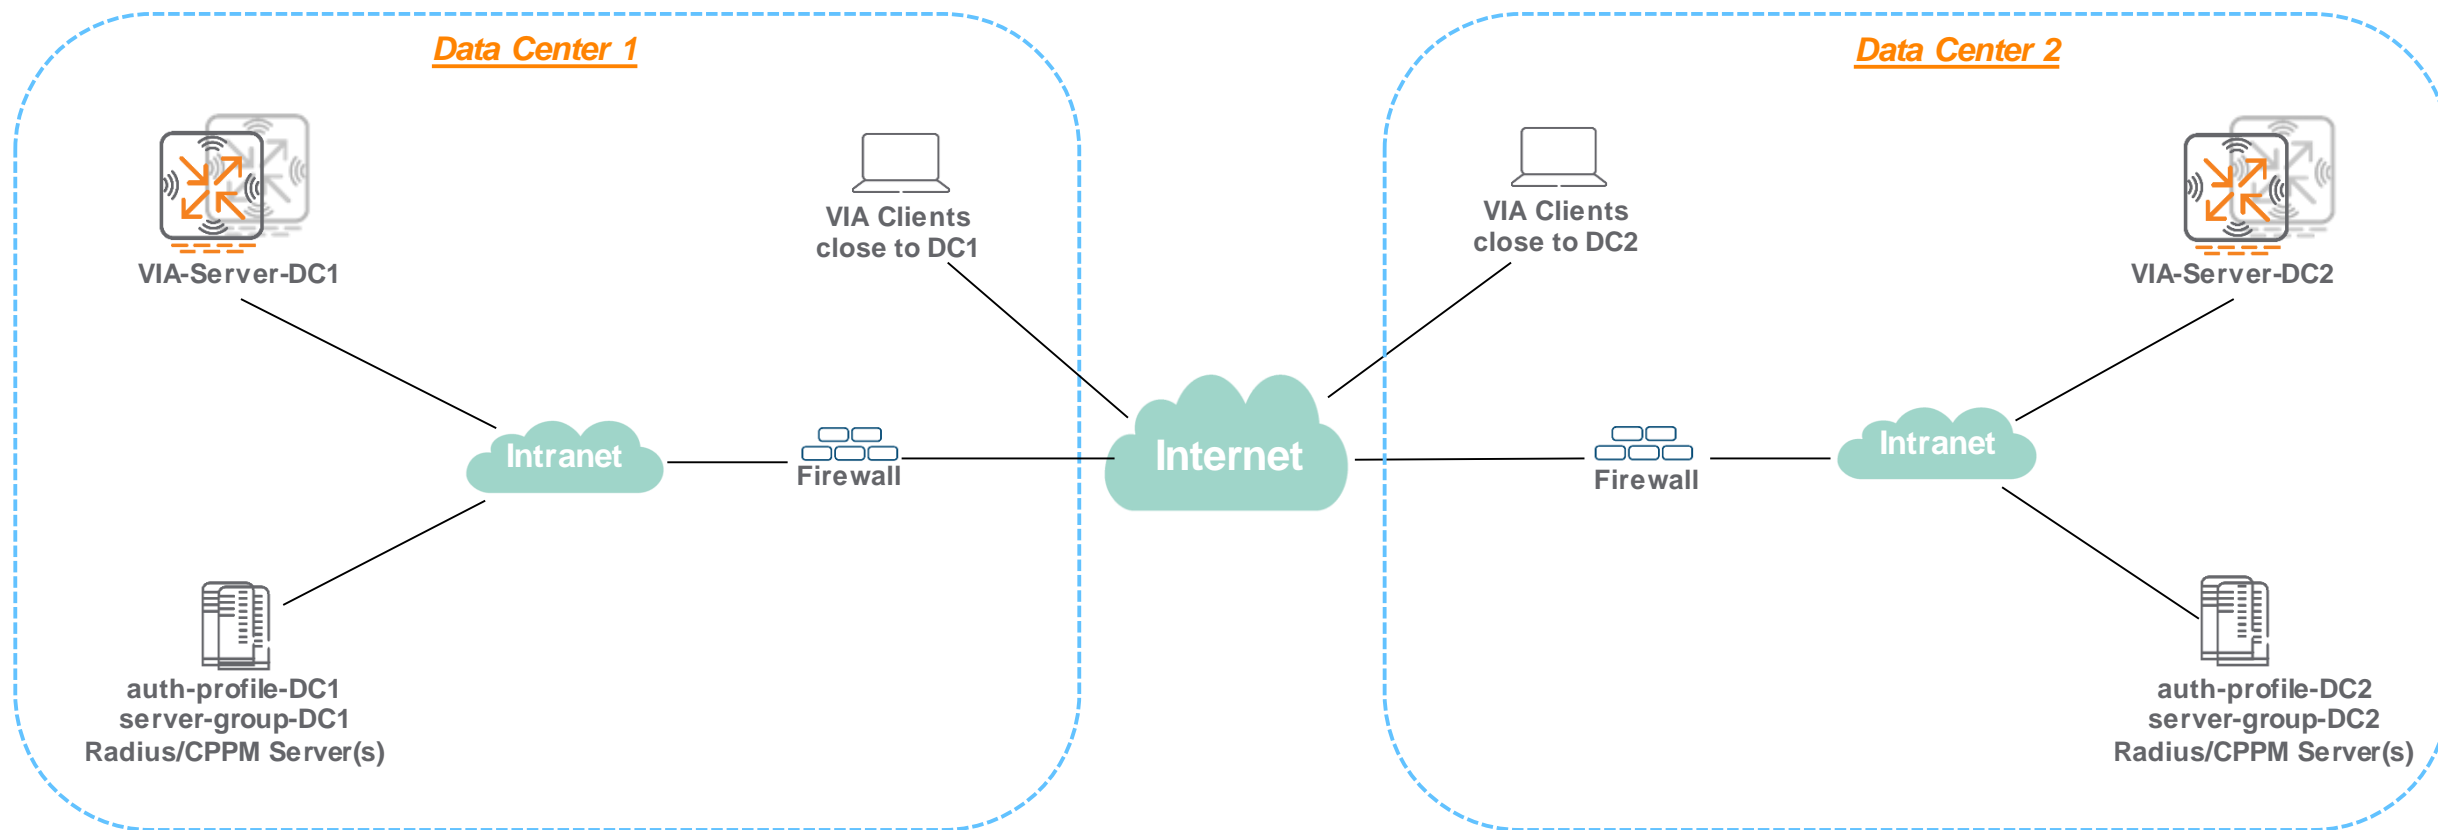 Data Center 1
VIA-Server-DC1
VIA Clients
close to DC1
Intranet
Firewall
auth-profile-DC1
server-group-DC1
Radius/CPPM Server(s)
Internet
Data Center 2
VIA Clients
close to DC2
VIA-Server-DC2
Firewall
Intranet
auth-profile-DC2
server-group-DC2
Radius/CPPM Server(s)